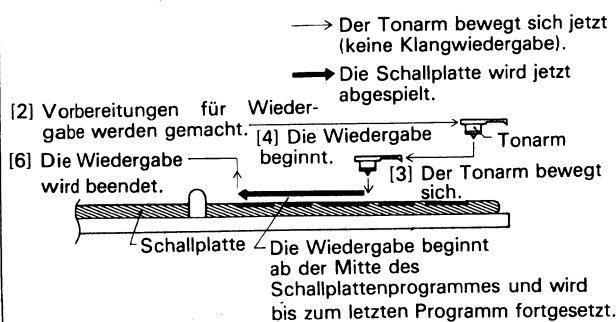 Der Tonarm bewegt sich jetzt
(keine Klangwiedergabe).
Die Schallplatte wird jetzt
abgespielt.
[2] Vorbereitungen für Wieder-
gabe werden gemacht.
[4] Die Wiedergabe
beginnt.
Tonarm
[6] Die Wiedergabe
wird beendet.
[3] Der Tonarm bewegt
sich.
Schallplatte
Die Wiedergabe beginnt
ab der Mitte des
Schallplattenprogrammes und wird
bis zum letzten Programm fortgesetzt.